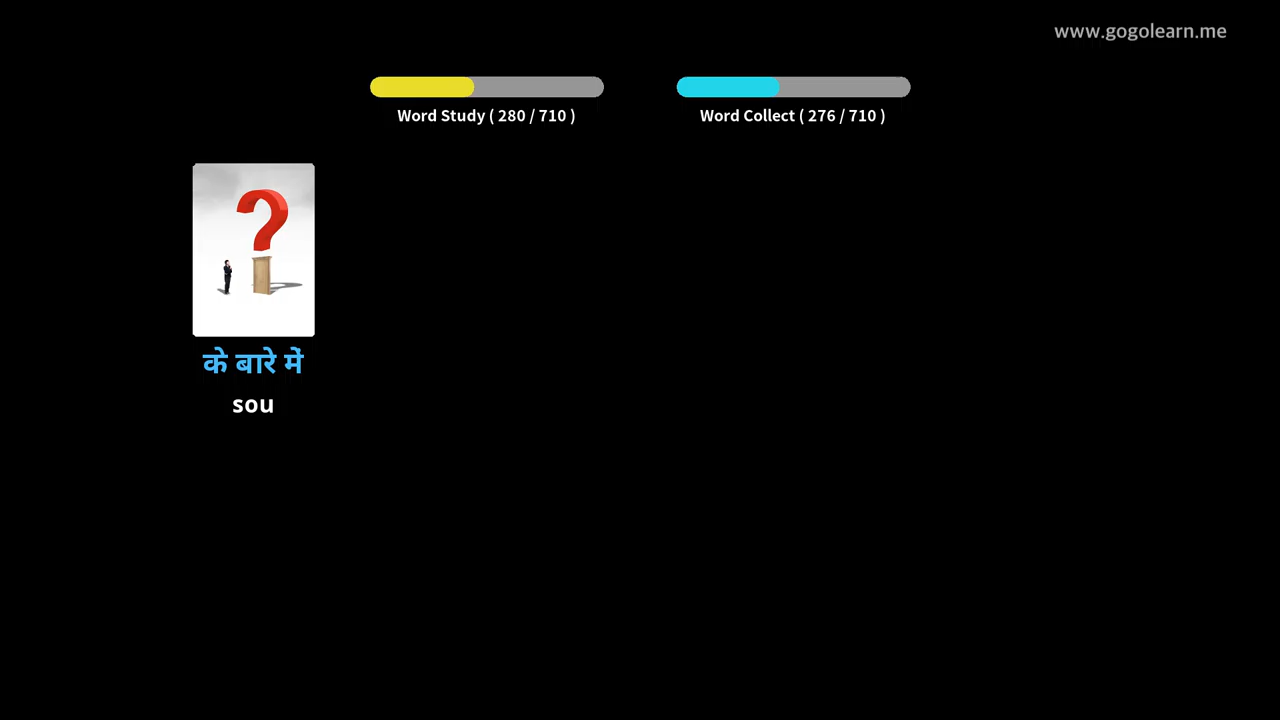 www.gogolearn.me
Word Study ( 280 / 710 )
Word Collect ( 276 / 710 )
के बारे में
sou